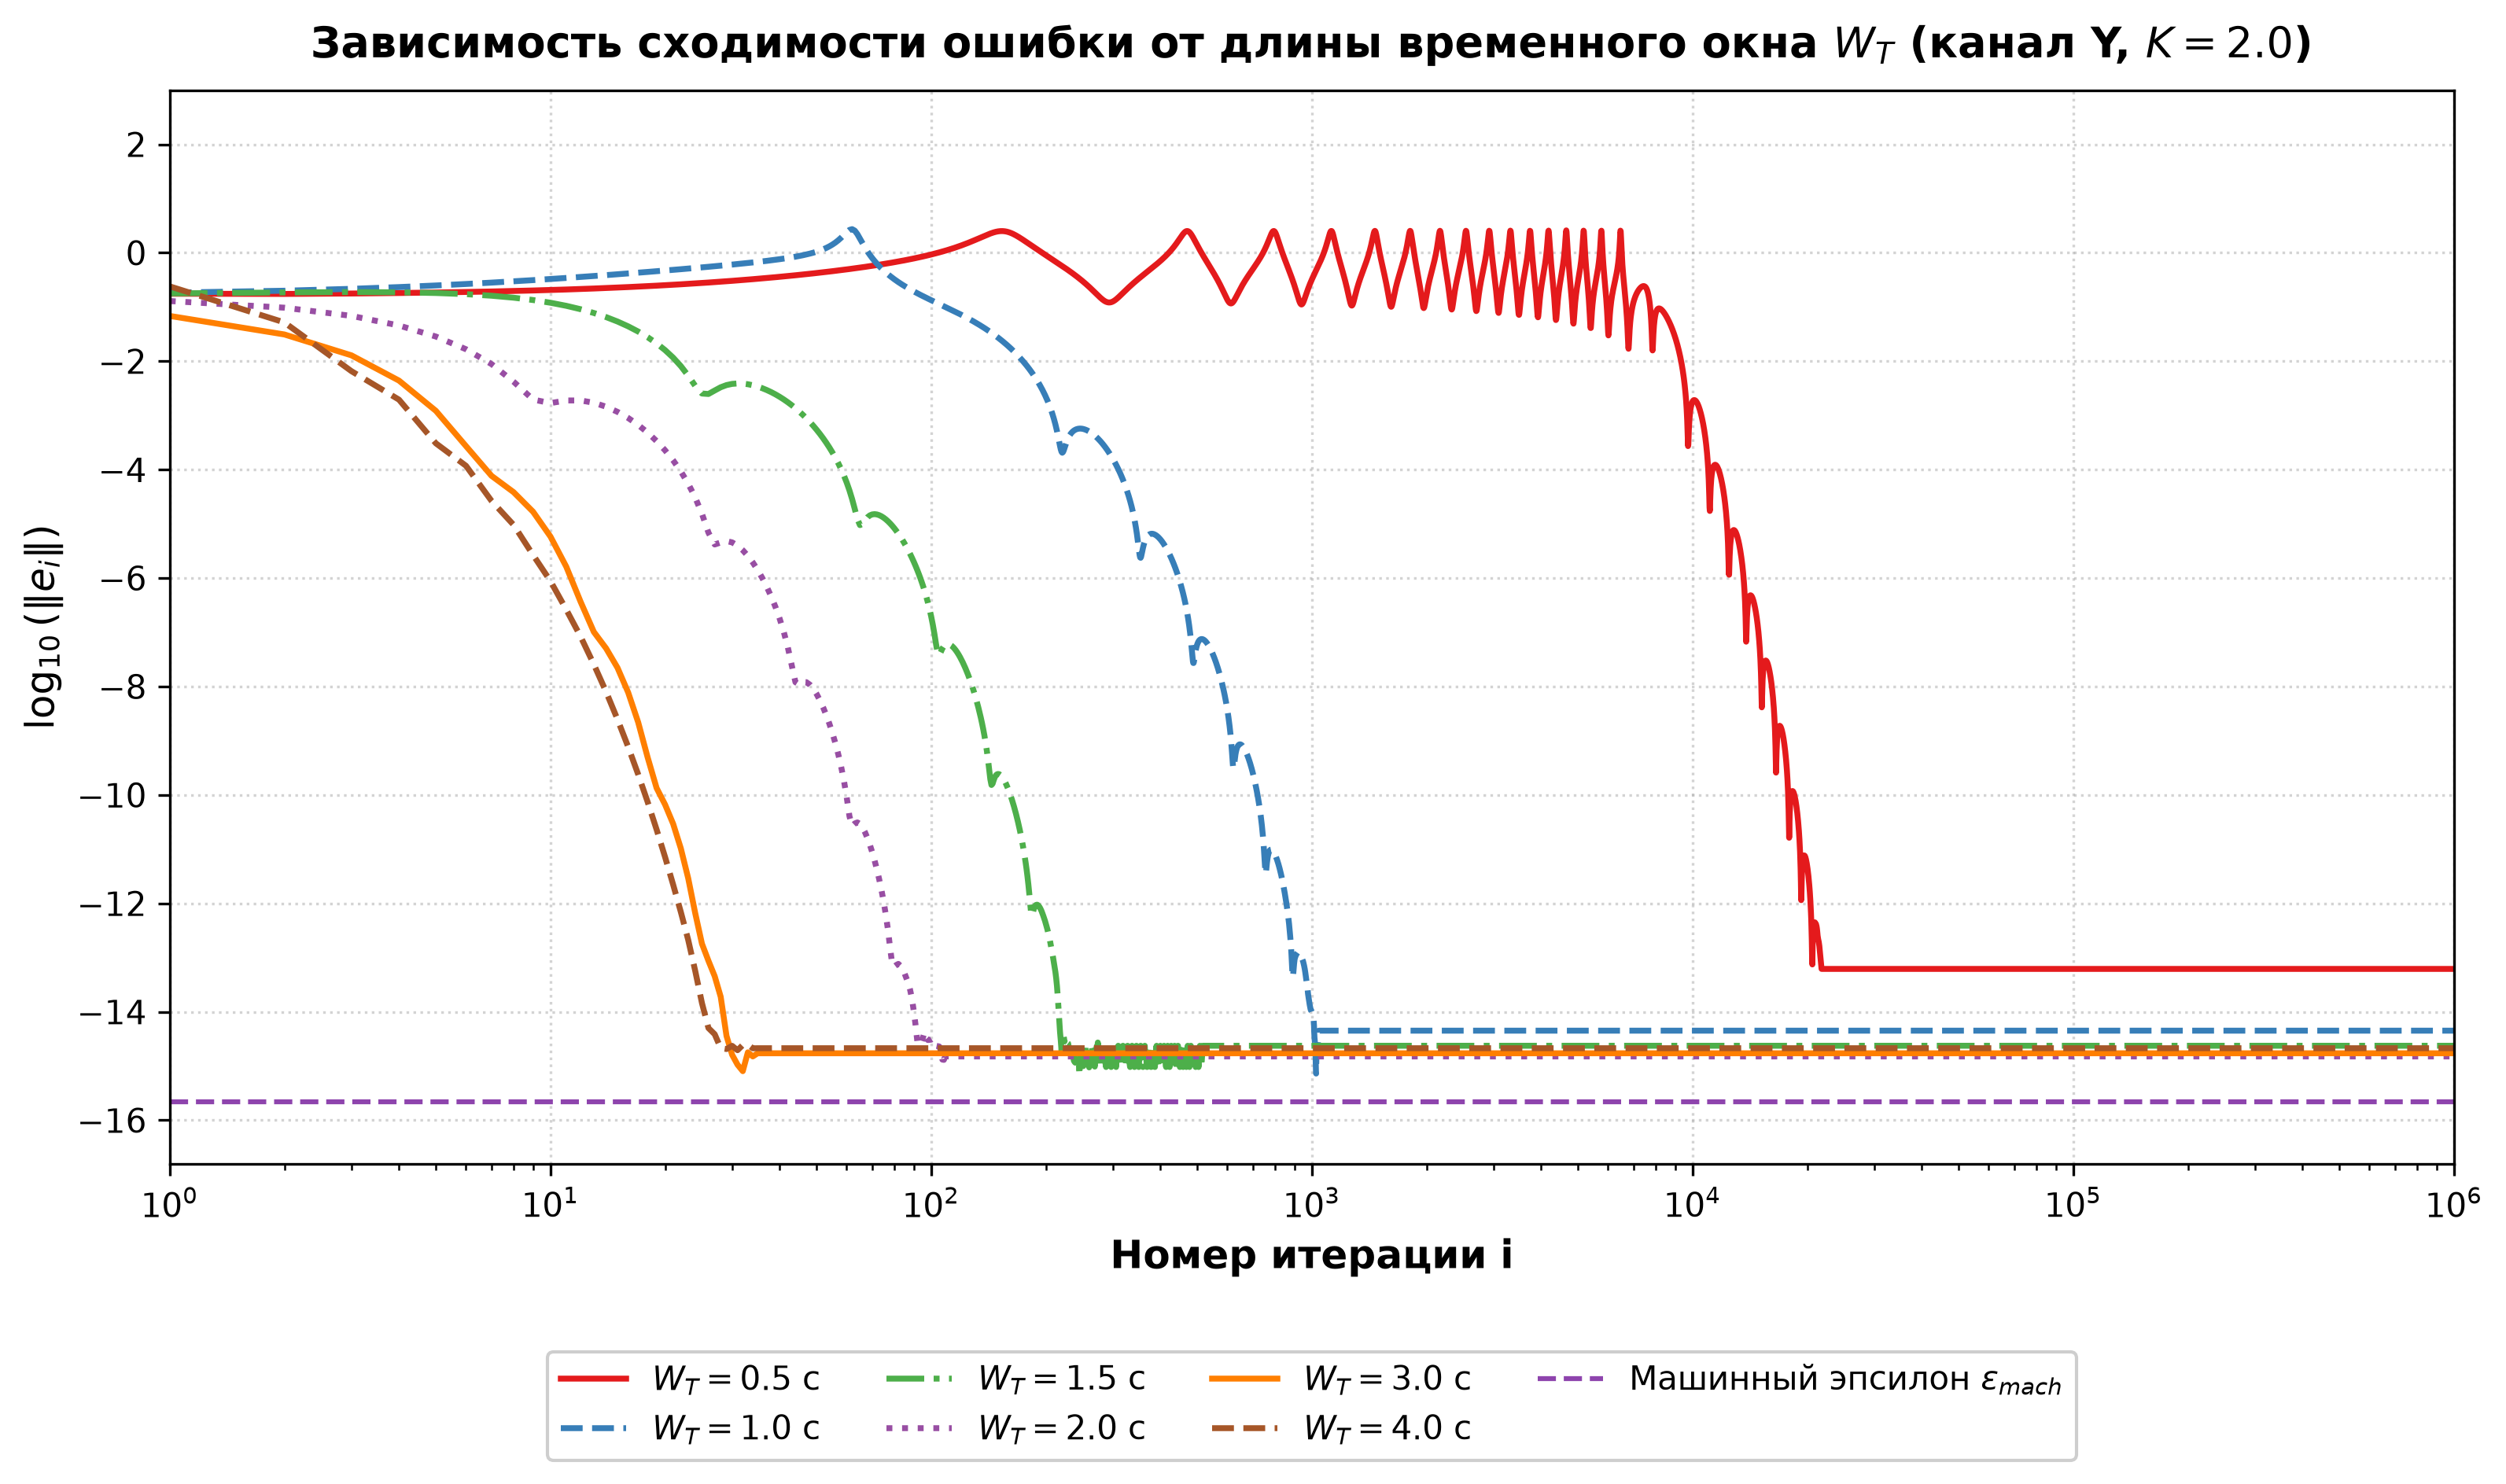 Зависимость сходимости ошибки от длины временного окна W_T (канал Y, K = 2.0)
log₁₀ (‖e_i‖)
2
0
−2
−4
−6
−8
−10
−12
−14
−16
10⁰ 10¹ 10² 10³ 10⁴ 10⁵ 10⁶
Номер итерации i
W_T = 0.5 с W_T = 1.5 с W_T = 3.0 с Машинный эпсилон ε_mach
W_T = 1.0 с W_T = 2.0 с W_T = 4.0 с